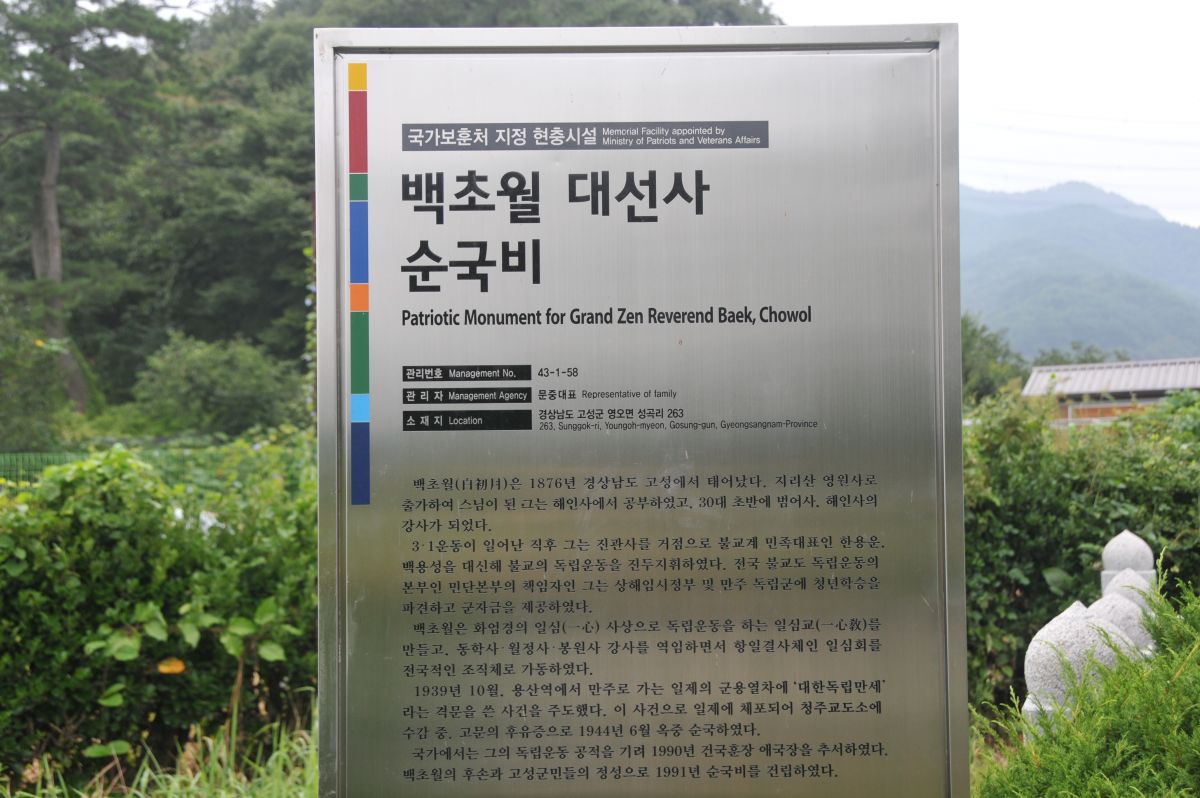 국가보훈처 지정 현충시설 Memorial Facility appointed by
Ministry of Patriots and Veterans Affairs
백초월 대선사
순국비
Patriotic Monument for Grand Zen Reverend Baek, Chowol
관리번호 Management No. 43-1-58
관 리 자 Management Agency 문중대표 Representative of family
소 재 지 Location 경상남도 고성군 영오면 성곡리 263
263, Sunggok-ri, Youngoh-myeon, Gosung-gun, Gyeongsangnam-Province
백초월(白初月)은 1876년 경상남도 고성에서 태어났다. 지리산 영원사로
출가하여 스님이 된 그는 해인사에서 공부하였고, 30대 초반에 범어사, 해인사의
강사가 되었다.
3·1운동이 일어난 직후 그는 진관사를 거점으로 불교계 민족대표인 한용운,
백용성을 대신해 불교의 독립운동을 진두지휘하였다. 전국 불교도 독립운동의
본부인 민단본부의 책임자인 그는 상해임시정부 및 만주 독립군에 청년학승을
파견하고 군자금을 제공하였다.
백초월은 화엄경의 일심(一心) 사상으로 독립운동을 하는 일심교(一心敎)를
만들고, 동학사·월정사·봉원사 강사를 역임하면서 항일결사체인 일심회를
전국적인 조직체로 가동하였다.
1939년 10월, 용산역에서 만주로 가는 일제의 군용열차에 '대한독립만세'
라는 격문을 쓴 사건을 주도했다. 이 사건으로 일제에 체포되어 청주교도소에
수감 중, 고문의 후유증으로 1944년 6월 옥중 순국하였다.
국가에서는 그의 독립운동 공적을 기려 1990년 건국훈장 애국장을 추서하였다.
백초월의 후손과 고성군민들의 정성으로 1991년 순국비를 건립하였다.